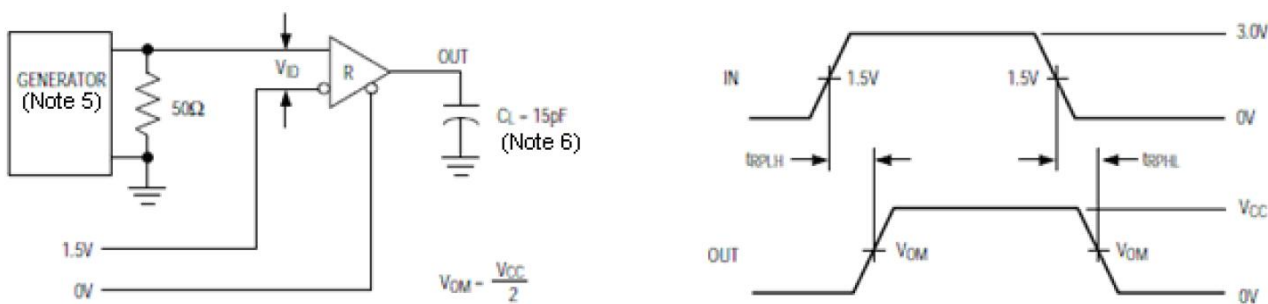 GENERATOR
(Note 5)
50Ω
VID
R
OUT
CL = 15pF
(Note 6)
1.5V
0V
VOM = VCC
2
3.0V
IN
1.5V
1.5V
0V
tRPLH
tRPHL
VCC
OUT
VOM
VOM
0V